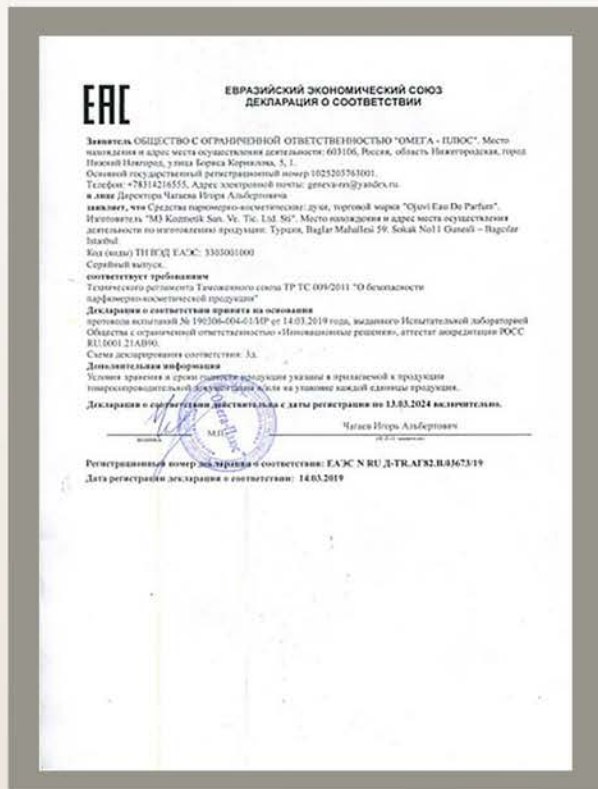 ЕАС
ЕВРАЗИЙСКИЙ ЭКОНОМИЧЕСКИЙ СОЮЗ
ДЕКЛАРАЦИЯ О СООТВЕТСТВИИ
Заявитель ОБЩЕСТВО С ОГРАНИЧЕННОЙ ОТВЕТСТВЕННОСТЬЮ "ОМЕГА - ПЛЮС". Место
нахождения и адрес места осуществления деятельности: 603106, Россия, область Нижегородская, город
Нижний Новгород, улица Бориса Корнилова, 5, 1.
Основной государственный регистрационный номер 1025203763001.
Телефон: +78314216555, Адрес электронной почты: geneva-nn@yandex.ru.
в лице Директора Чагаева Игоря Альбертовича
заявляет, что Средства парфюмерно-косметические: духи, торговой марки "Ojuvi Eau De Parfum".
Изготовитель "M3 Kozmetik San. Ve. Tic. Ltd. Sti". Место нахождения и адрес места осуществления
деятельности по изготовлению продукции: Турция, Baglar Mahallesi 59. Sokak No11 Gunesli – Bagcilar
Istanbul
Код (коды) ТН ВЭД ЕАЭС: 3303001000
Серийный выпуск.
соответствует требованиям
Технического регламента Таможенного союза ТР ТС 009/2011 "О безопасности
парфюмерно-косметической продукции"
Декларация о соответствии принята на основании
протокола испытаний № 190306-004-01/ИР от 14.03.2019 года, выданного Испытательной лабораторией
Общества с ограниченной ответственностью «Инновационные решения», аттестат аккредитации РОСС
RU.0001.21АВ90.
Схема декларирования соответствия: 3д.
Дополнительная информация
Условия хранения и сроки годности продукции указаны в прилагаемой к продукции
товаросопроводительной документации и/или на упаковке каждой единицы продукции.
Декларация о соответствии действительна с даты регистрации по 13.03.2024 включительно.
М.П.
Омега-Плюс
Чагаев Игорь Альбертович
подпись
Регистрационный номер декларации о соответствии: ЕАЭС N RU Д-TR.АГ82.В.03673/19
Дата регистрации декларации о соответствии: 14.03.2019